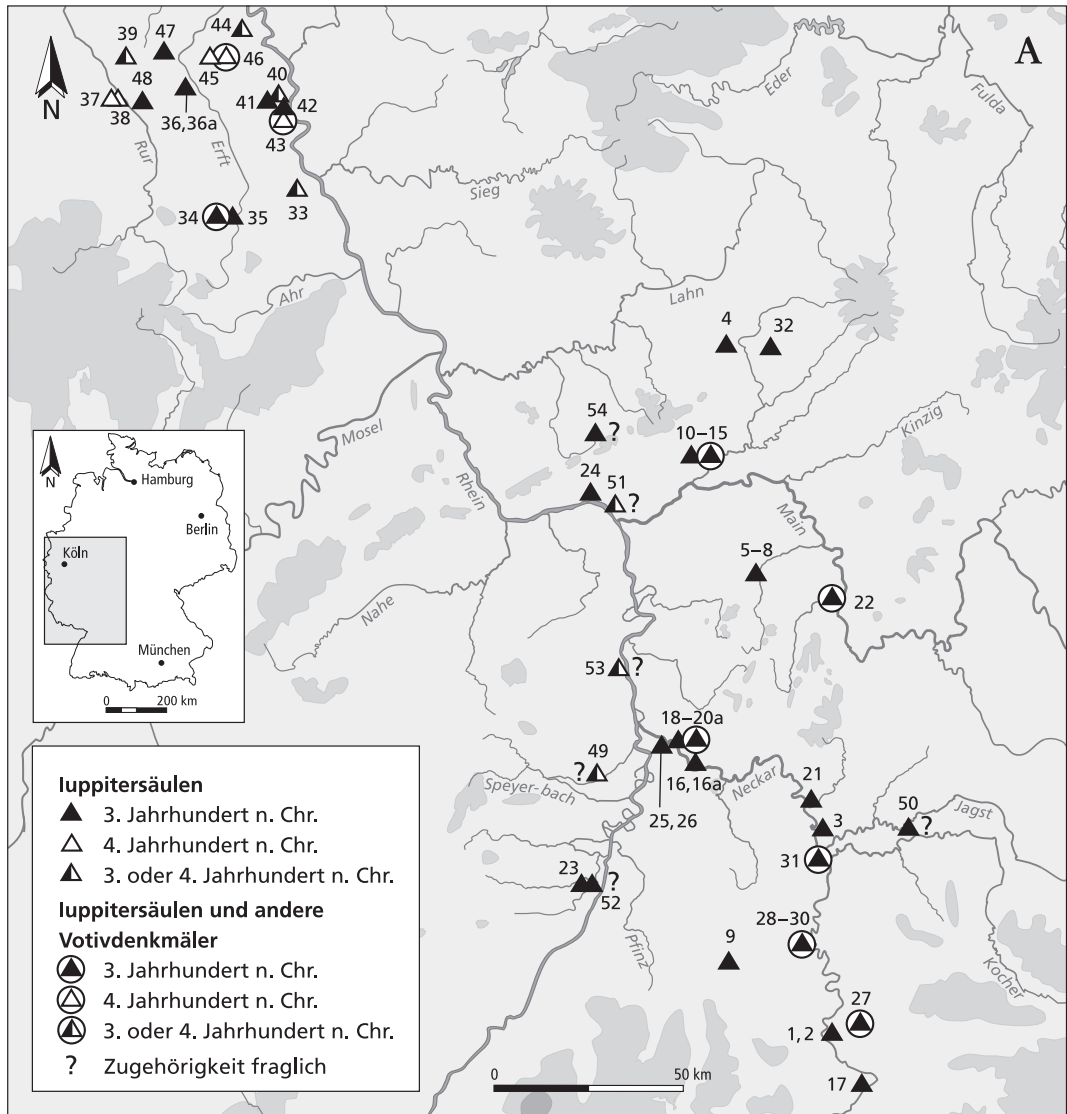 A
N
39
47
44
46
45
48
40
37
38
41
42
36,36a
43
Rur
Erft
Eder
Fulda
Sieg
33
34
35
Ahr
Lahn
4
32
Mosel
Rhein
54
?
10–15
Kinzig
24
51
?
Main
5–8
22
Nahe
53
?
18–20a
49
?
Speyer-bach
16,16a
Neckar
25,26
21
3
50
?
Jagst
31
23
?
52
28–30
9
Pfinz
Kocher
27
1,2
17
N
Hamburg
Berlin
Köln
München
0 200 km
Iuppitersäulen
3. Jahrhundert n. Chr.
4. Jahrhundert n. Chr.
3. oder 4. Jahrhundert n. Chr.
Iuppitersäulen und andere
Votivdenkmäler
3. Jahrhundert n. Chr.
4. Jahrhundert n. Chr.
3. oder 4. Jahrhundert n. Chr.
? Zugehörigkeit fraglich
0 50 km